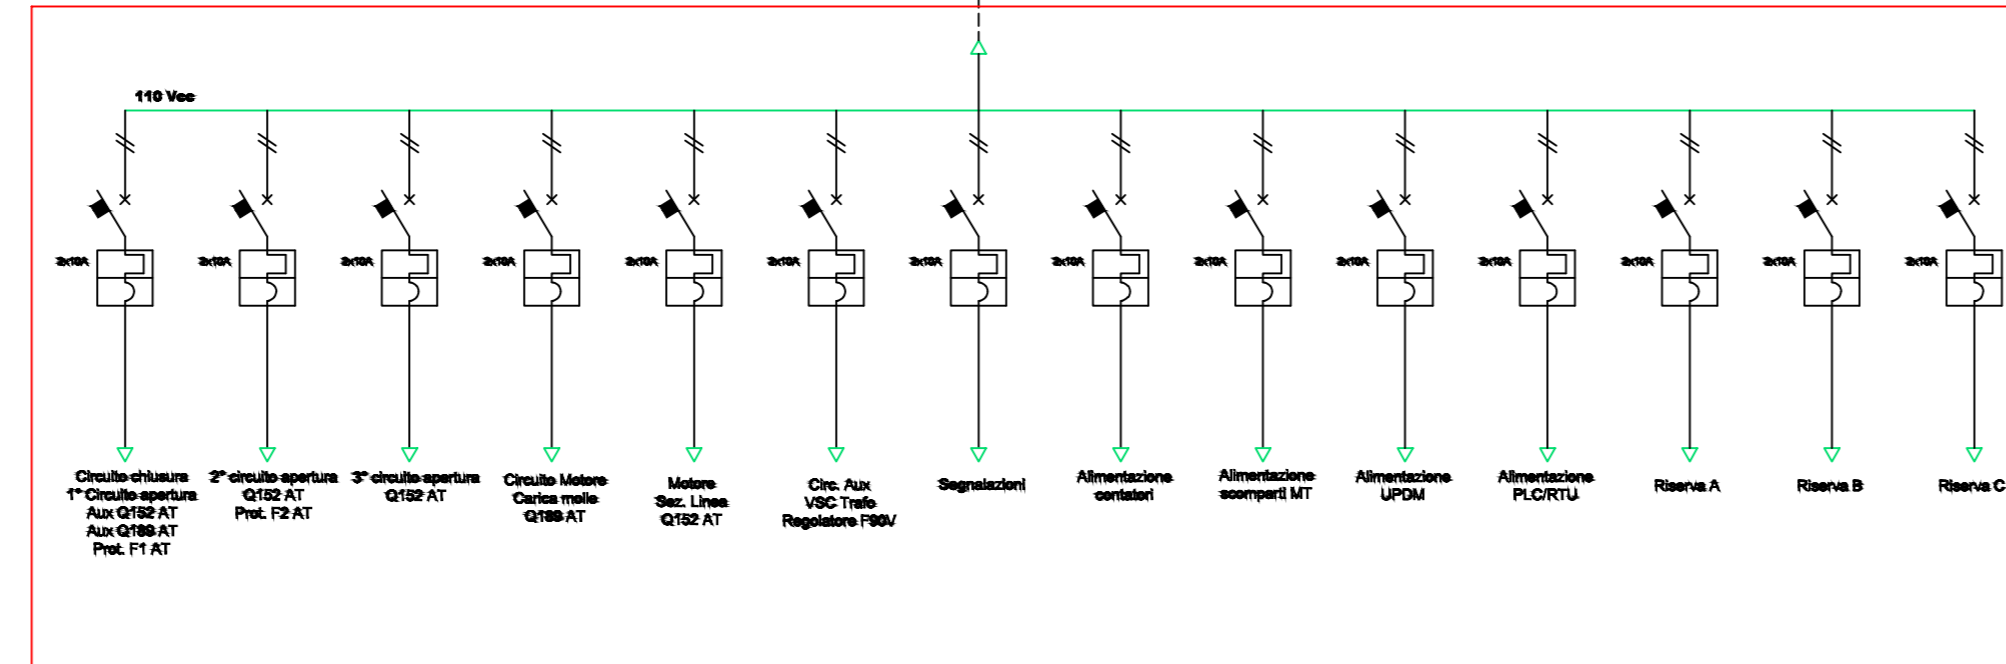 110 Vcc
2x10A
2x10A
2x10A
2x10A
2x10A
2x10A
2x10A
2x10A
2x10A
2x10A
2x10A
2x10A
2x10A
2x10A
Circuito chiusura
1° Circuito apertura
Aux Q152 AT
Aux Q189 AT
Prot. F1 AT
2° circuito apertura
Q152 AT
Prot. F2 AT
3° circuito apertura
Q152 AT
Circuito Motore
Carica molle
Q189 AT
Motore
Sez. Linea
Q152 AT
Circ. Aux
VSC Trafo
Regolatore F90V
Segnalazioni
Alimentazione
contatori
Alimentazione
scomparti MT
Alimentazione
UPDM
Alimentazione
PLC/RTU
Riserva A
Riserva B
Riserva C